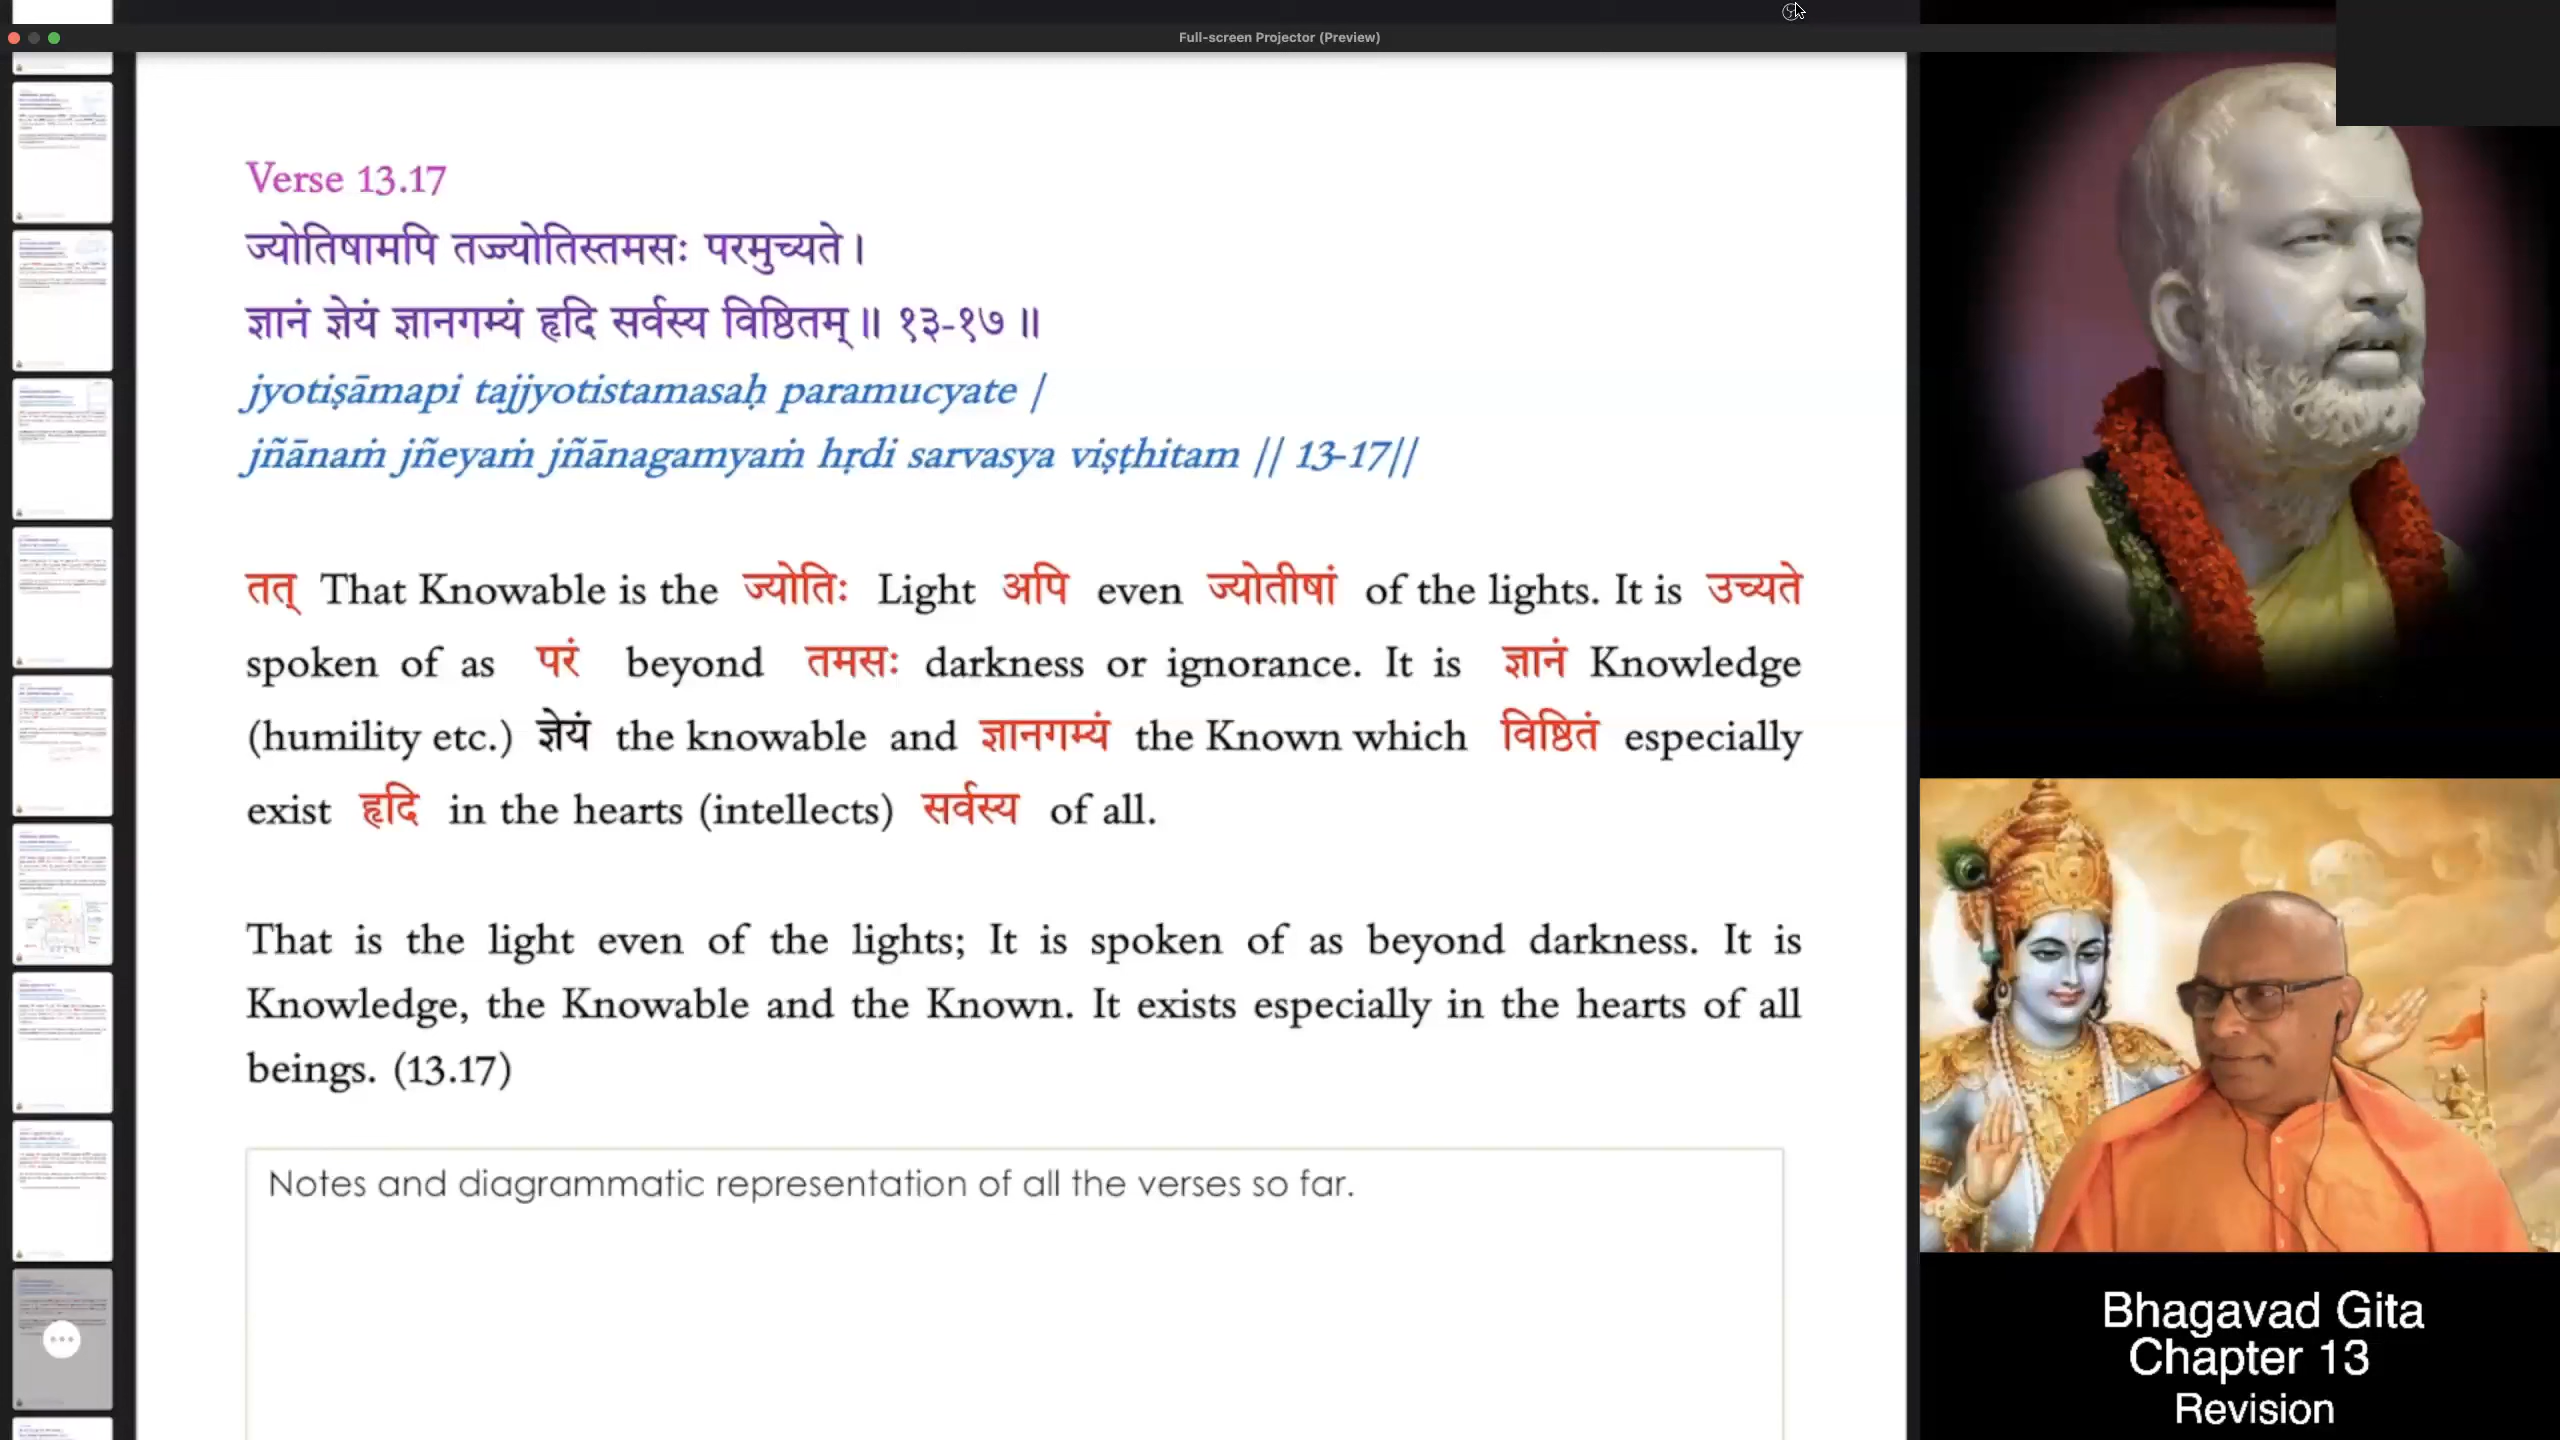 Full-screen Projector (Preview)
Verse 13.17
ज्योतिषामपि तज्ज्योतिस्तमसः परमुच्यते।
ज्ञानं ज्ञेयं ज्ञानगम्यं हृदि सर्वस्य विष्ठितम्॥ १३-१७॥
jyotiṣāmapi tajjyotistamasaḥ paramucyate |
jñānaṁ jñeyaṁ jñānagamyaṁ hṛdi sarvasya viṣṭhitam || 13-17||
तत् That Knowable is the ज्योतिः Light अपि even ज्योतीषां of the lights. It is उच्यते
spoken of as परं beyond तमसः darkness or ignorance. It is ज्ञानं Knowledge
(humility etc.) ज्ञेयं the knowable and ज्ञानगम्यं the Known which विष्ठितं especially
exist हृदि in the hearts (intellects) सर्वस्य of all.
That is the light even of the lights; It is spoken of as beyond darkness. It is
Knowledge, the Knowable and the Known. It exists especially in the hearts of all
beings. (13.17)
Notes and diagrammatic representation of all the verses so far.
Bhagavad Gita
Chapter 13
Revision